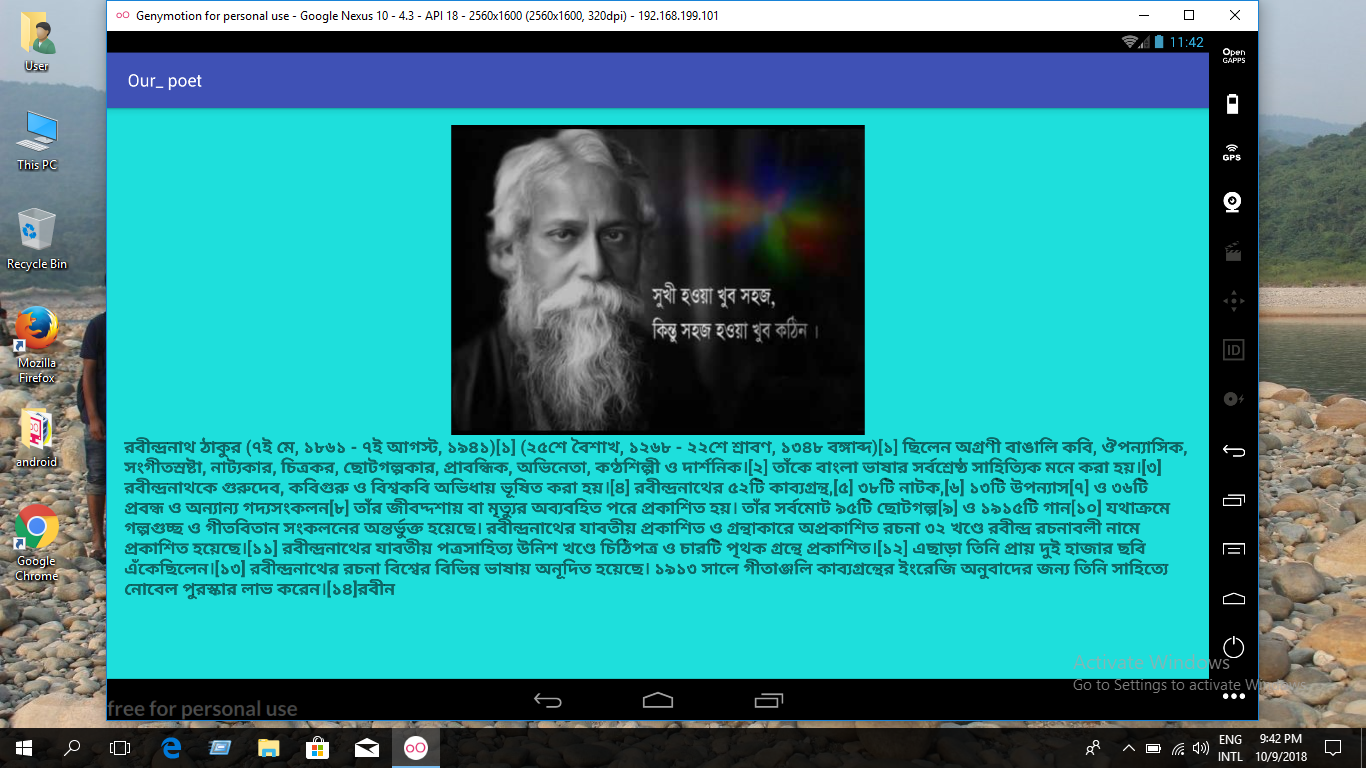 Genymotion for personal use - Google Nexus 10 - 4.3 - API 18 - 2560x1600 (2560x1600, 320dpi) - 192.168.199.101
11:42
Our_ poet
User
This PC
Recycle Bin
Mozilla
Firefox
android
Google
Chrome
Open
GAPPS
GPS
ID
সুখী হওয়া খুব সহজ,
কিন্তু সহজ হওয়া খুব কঠিন ।
রবীন্দ্রনাথ ঠাকুর (৭ই মে, ১৮৬১ - ৭ই আগস্ট, ১৯৪১)[১] (২৫শে বৈশাখ, ১২৬৮ - ২২শে শ্রাবণ, ১৩৪৮ বঙ্গাব্দ)[১] ছিলেন অগ্রণী বাঙালি কবি, ঔপন্যাসিক,
সংগীতস্রষ্টা, নাট্যকার, চিত্রকর, ছোটগল্পকার, প্রাবন্ধিক, অভিনেতা, কণ্ঠশিল্পী ও দার্শনিক।[২] তাঁকে বাংলা ভাষার সর্বশ্রেষ্ঠ সাহিত্যিক মনে করা হয়।[৩]
রবীন্দ্রনাথকে গুরুদেব, কবিগুরু ও বিশ্বকবি অভিধায় ভূষিত করা হয়।[৪] রবীন্দ্রনাথের ৫২টি কাব্যগ্রন্থ,[৫] ৩৮টি নাটক,[৬] ১৩টি উপন্যাস[৭] ও ৩৬টি
প্রবন্ধ ও অন্যান্য গদ্যসংকলন[৮] তাঁর জীবদ্দশায় বা মৃত্যুর অব্যবহিত পরে প্রকাশিত হয়। তাঁর সর্বমোট ৯৫টি ছোটগল্প[৯] ও ১৯১৫টি গান[১০] যথাক্রমে
গল্পগুচ্ছ ও গীতবিতান সংকলনের অন্তর্ভুক্ত হয়েছে। রবীন্দ্রনাথের যাবতীয় প্রকাশিত ও গ্রন্থাকারে অপ্রকাশিত রচনা ৩২ খণ্ডে রবীন্দ্র রচনাবলী নামে
প্রকাশিত হয়েছে।[১১] রবীন্দ্রনাথের যাবতীয় পত্রসাহিত্য উনিশ খণ্ডে চিঠিপত্র ও চারটি পৃথক গ্রন্থে প্রকাশিত।[১২] এছাড়া তিনি প্রায় দুই হাজার ছবি
এঁকেছিলেন।[১৩] রবীন্দ্রনাথের রচনা বিশ্বের বিভিন্ন ভাষায় অনূদিত হয়েছে। ১৯১৩ সালে গীতাঞ্জলি কাব্যগ্রন্থের ইংরেজি অনুবাদের জন্য তিনি সাহিত্যে
নোবেল পুরস্কার লাভ করেন।[১৪]রবীন
Activate Windows
Go to Settings to activate Windows.
free for personal use
ENG
INTL
9:42 PM
10/9/2018